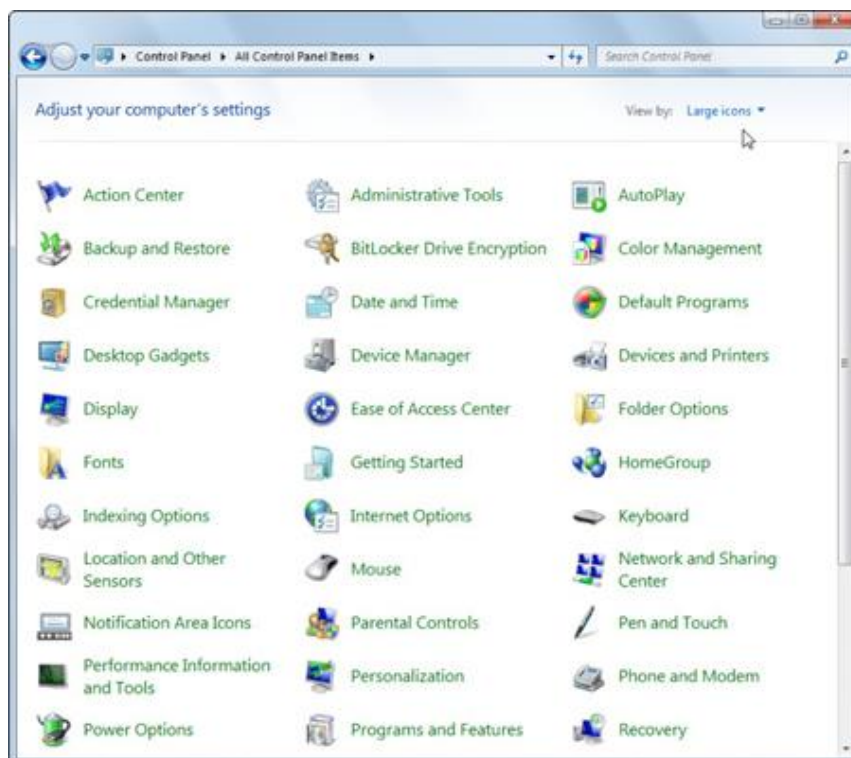 Control Panel ▸ All Control Panel Items ▸
Search Control Panel
Adjust your computer's settings
View by: Large icons
Action Center
Administrative Tools
AutoPlay
Backup and Restore
BitLocker Drive Encryption
Color Management
Credential Manager
Date and Time
Default Programs
Desktop Gadgets
Device Manager
Devices and Printers
Display
Ease of Access Center
Folder Options
Fonts
Getting Started
HomeGroup
Indexing Options
Internet Options
Keyboard
Location and Other
Sensors
Mouse
Network and Sharing
Center
Notification Area Icons
Parental Controls
Pen and Touch
Performance Information
and Tools
Personalization
Phone and Modem
Power Options
Programs and Features
Recovery